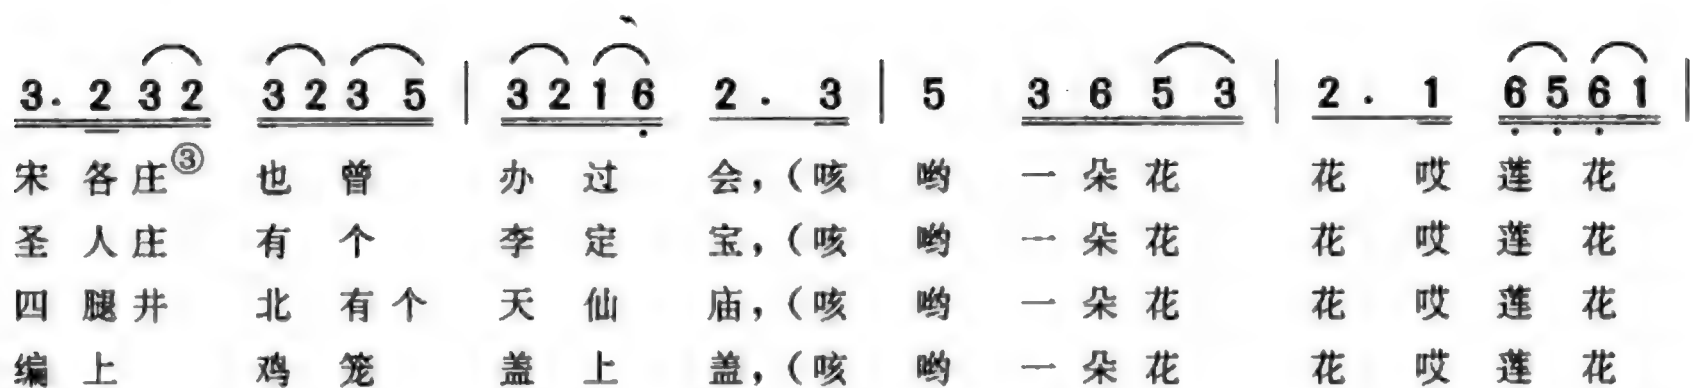 3. 2 3 2 3 2 3 5 | 3 2 1 6 2 . 3 | 5 3 6 5 3 | 2 . 1 6 5 6 1 |
宋各庄③ 也曾 办过 会，（咳 哟 一朵花 花 哎莲花
圣人庄 有个 李定 宝，（咳 哟 一朵花 花 哎莲花
四腿井 北有个 天仙 庙，（咳 哟 一朵花 花 哎莲花
编上 鸡笼 盖上 盖，（咳 哟 一朵花 花 哎莲花